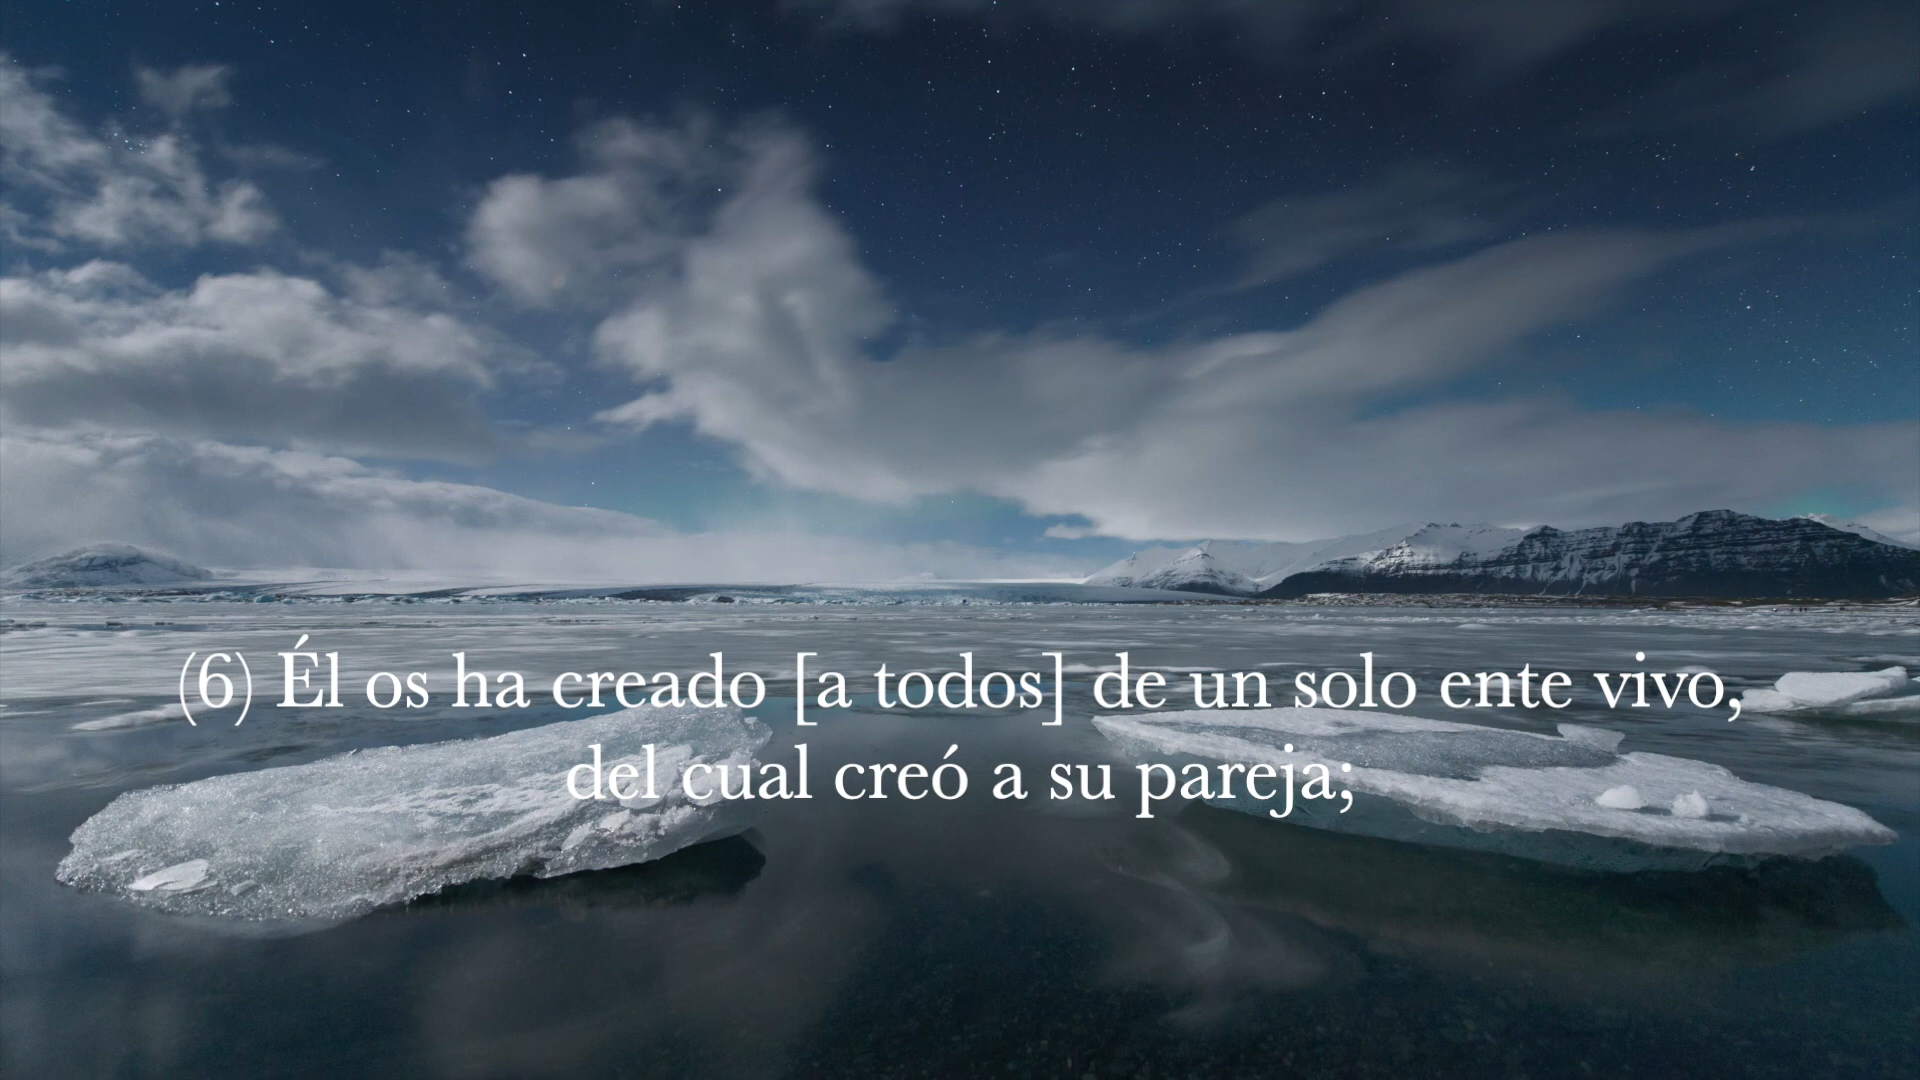 (6) Él os ha creado [a todos] de un solo ente vivo,
del cual creó a su pareja;